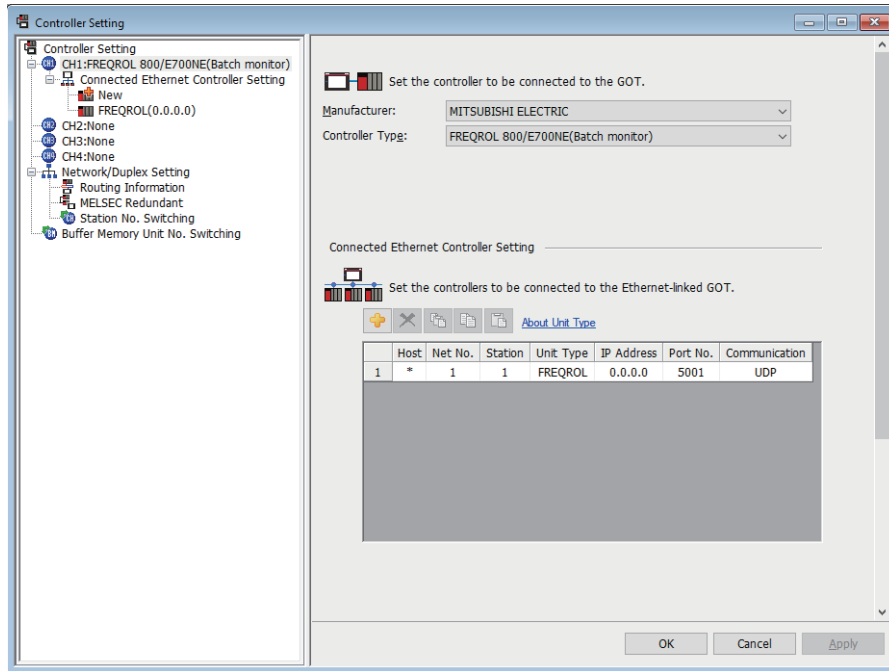 Controller Setting
Controller Setting
CH1:FREQROL 800/E700NE(Batch monitor)
Connected Ethernet Controller Setting
New
FREQROL(0.0.0.0)
CH2:None
CH3:None
CH4:None
Network/Duplex Setting
Routing Information
MELSEC Redundant
Station No. Switching
Buffer Memory Unit No. Switching
Set the controller to be connected to the GOT.
Manufacturer: MITSUBISHI ELECTRIC
Controller Type: FREQROL 800/E700NE(Batch monitor)
Connected Ethernet Controller Setting
Set the controllers to be connected to the Ethernet-linked GOT.
About Unit Type
Host Net No. Station Unit Type IP Address Port No. Communication
1 * 1 1 FREQROL 0.0.0.0 5001 UDP
OK Cancel Apply